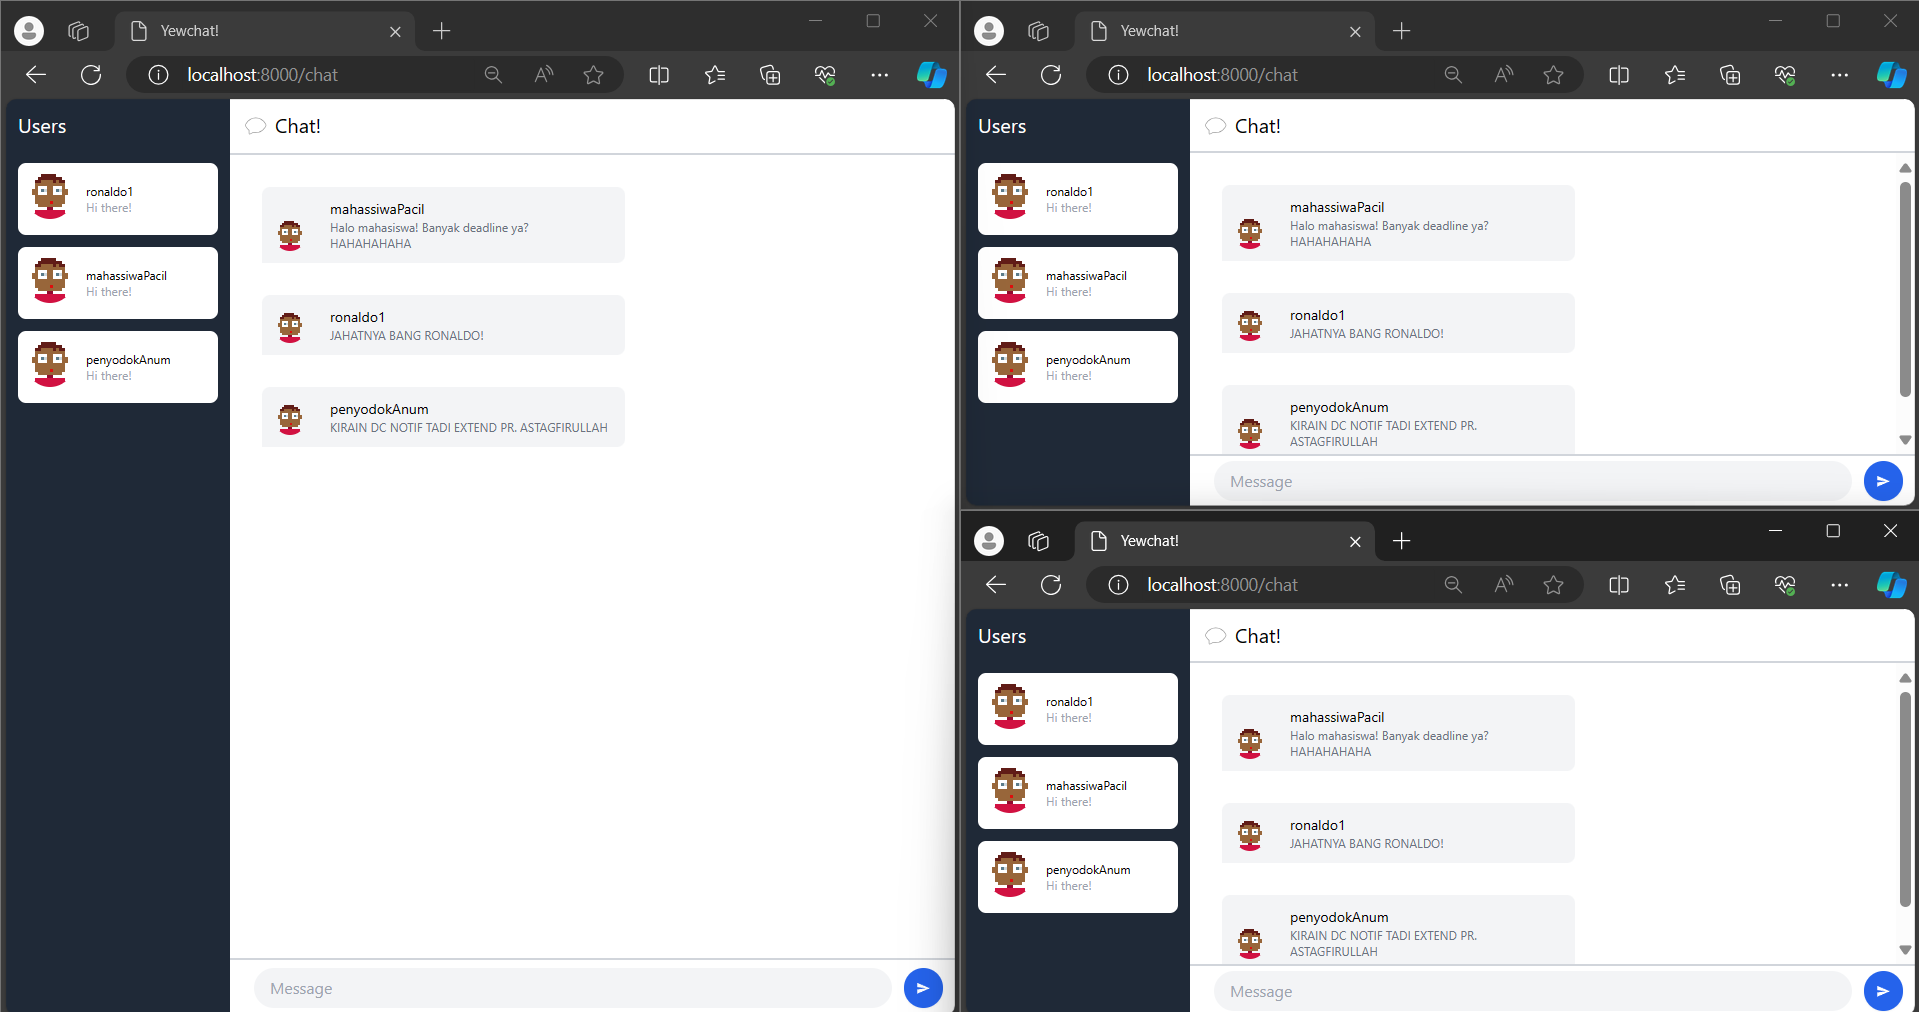 Yewchat!
localhost:8000/chat
Users
ronaldo1
Hi there!
mahassiwaPacil
Hi there!
penyodokAnum
Hi there!
Chat!
mahassiwaPacil
Halo mahasiswa! Banyak deadline ya?
HAHAHAHAHA
ronaldo1
JAHATNYA BANG RONALDO!
penyodokAnum
KIRAIN DC NOTIF TADI EXTEND PR. ASTAGFIRULLAH
Message
Yewchat!
localhost:8000/chat
Users
ronaldo1
Hi there!
mahassiwaPacil
Hi there!
penyodokAnum
Hi there!
Chat!
mahassiwaPacil
Halo mahasiswa! Banyak deadline ya?
HAHAHAHAHA
ronaldo1
JAHATNYA BANG RONALDO!
penyodokAnum
KIRAIN DC NOTIF TADI EXTEND PR.
ASTAGFIRULLAH
Message
Yewchat!
localhost:8000/chat
Users
ronaldo1
Hi there!
mahassiwaPacil
Hi there!
penyodokAnum
Hi there!
Chat!
mahassiwaPacil
Halo mahasiswa! Banyak deadline ya?
HAHAHAHAHA
ronaldo1
JAHATNYA BANG RONALDO!
penyodokAnum
KIRAIN DC NOTIF TADI EXTEND PR.
ASTAGFIRULLAH
Message